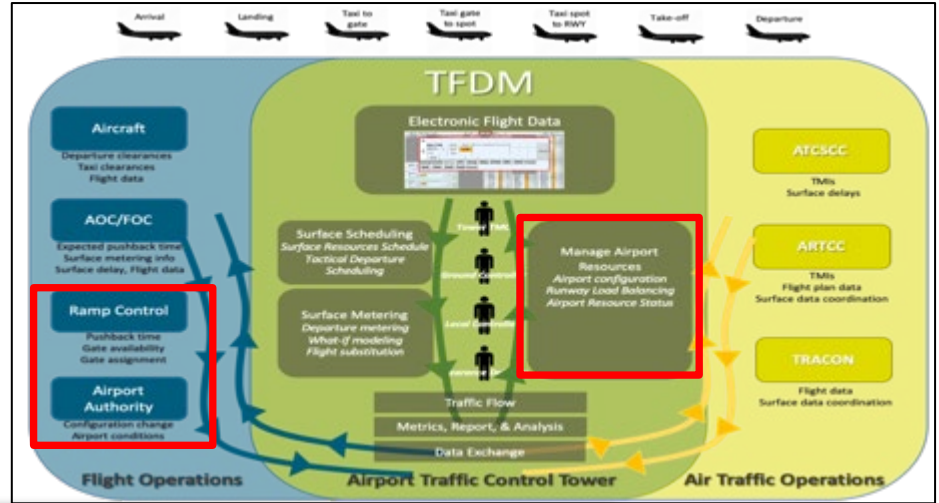 Arrival
Landing
Taxi to
gate
Taxi gate
to spot
Taxi spot
to RWY
Take-off
Departure
TFDM
Electronic Flight Data
Aircraft
Departure clearances
Taxi clearances
Flight data
AOC/FOC
Expected pushback time
Surface metering info
Surface delay, Flight data
Ramp Control
Pushback time
Gate availability
Gate assignment
Airport
Authority
Configuration change
Airport conditions
Surface Scheduling
Surface Resources Schedule
Tactical Departure
Scheduling
Surface Metering
Departure metering
What-if modeling
Flight substitution
Tower TMC
Ground Controller
Local Controller
Manage Airport
Resources
Airport configuration
Runway Load Balancing
Airport Resource Status
Traffic Flow
Metrics, Report, & Analysis
Data Exchange
ATCSCC
TMIs
Surface delays
ARTCC
TMIs
Flight plan data
Surface data coordination
TRACON
Flight data
Surface data coordination
Flight Operations
Airport Traffic Control Tower
Air Traffic Operations